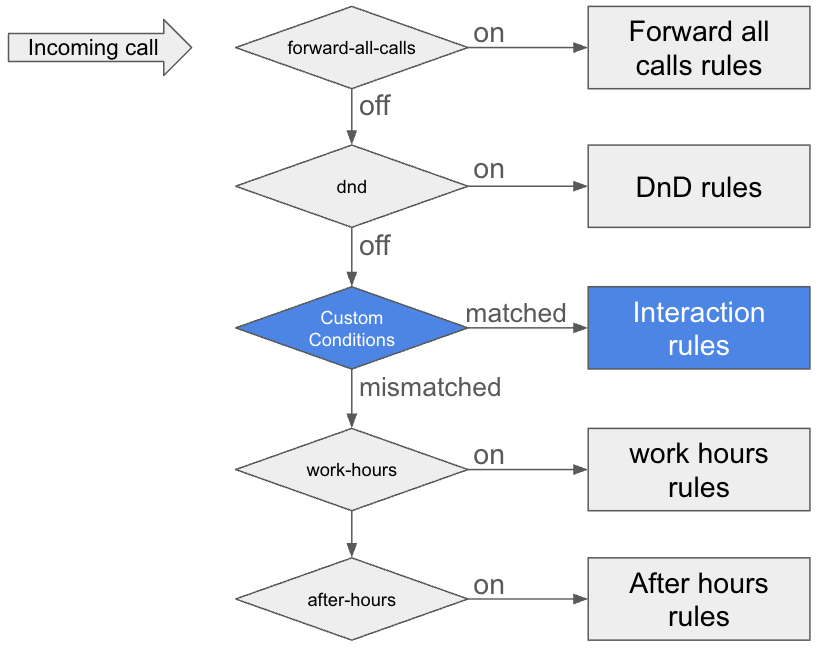 Incoming call
forward-all-calls
on
Forward all
calls rules
off
dnd
on
DnD rules
off
Custom
Conditions
matched
Interaction
rules
mismatched
work-hours
on
work hours
rules
after-hours
on
After hours
rules